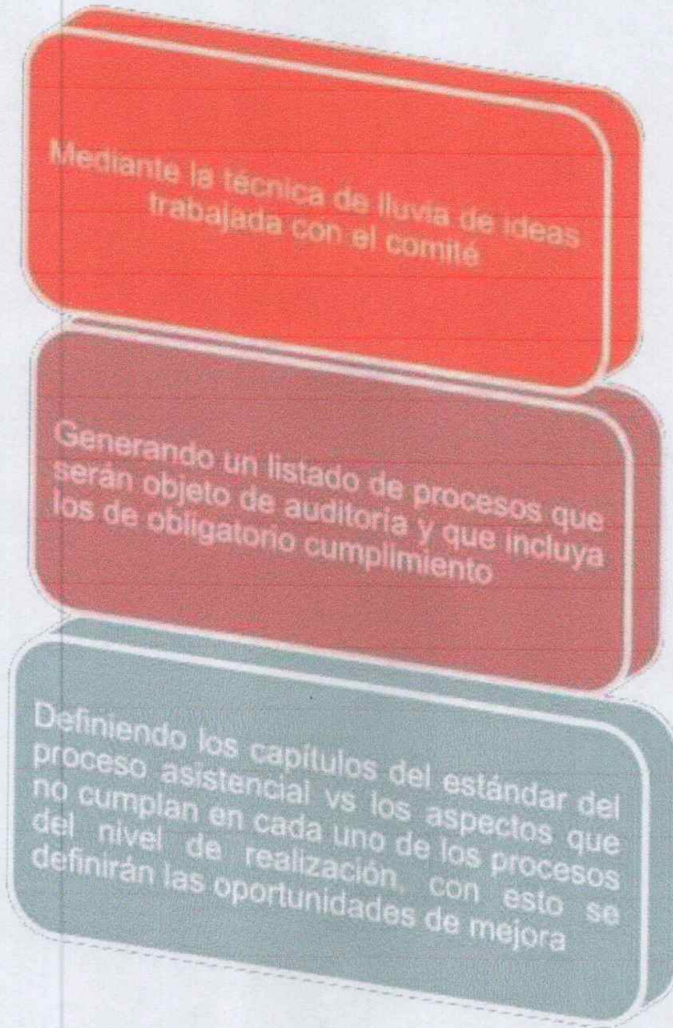 Mediante la técnica de lluvia de ideas
trabajada con el comité
Generando un listado de procesos que
serán objeto de auditoria y que incluya
los de obligatorio cumplimiento
Definiendo los capítulos del estándar del
proceso asistencial vs los aspectos que
no cumplan en cada uno de los procesos
del nivel de realización, con esto se
definirán las oportunidades de mejora